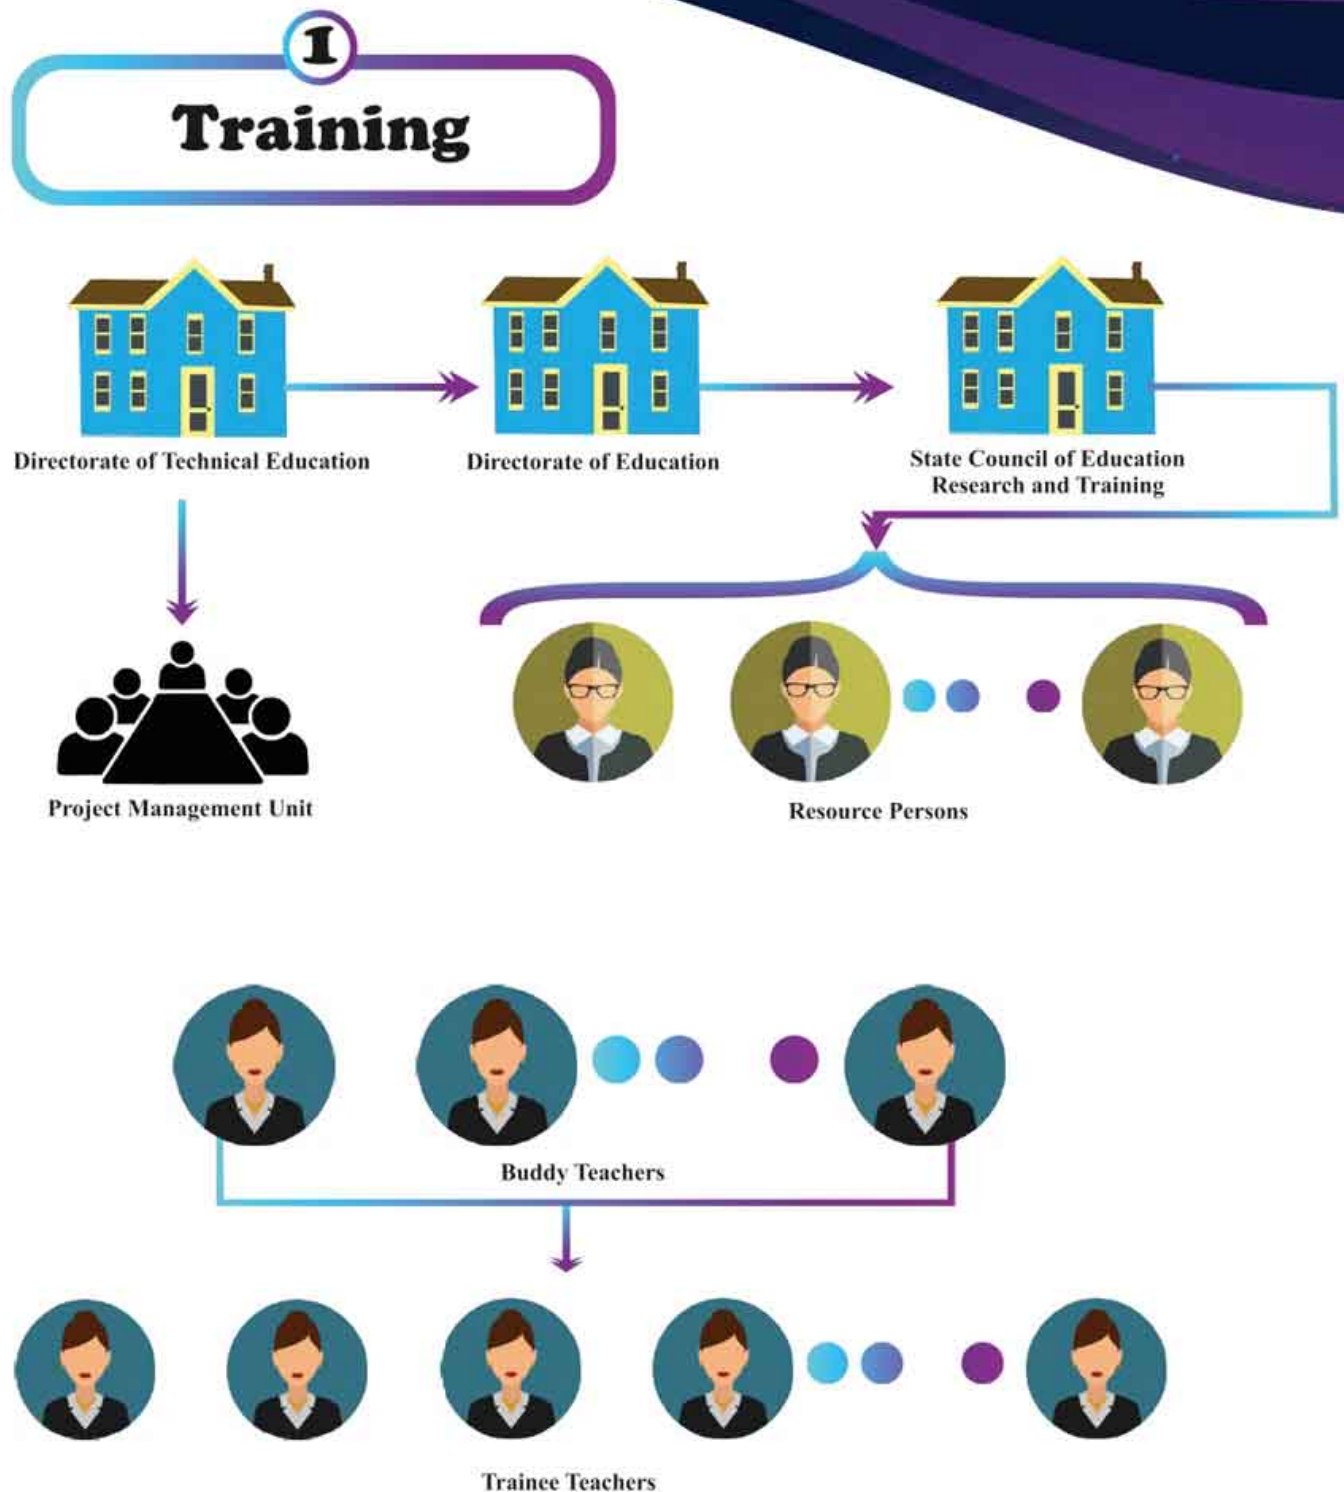 1
Training
Directorate of Technical Education
Directorate of Education
State Council of Education
Research and Training
Project Management Unit
Resource Persons
Buddy Teachers
Trainee Teachers